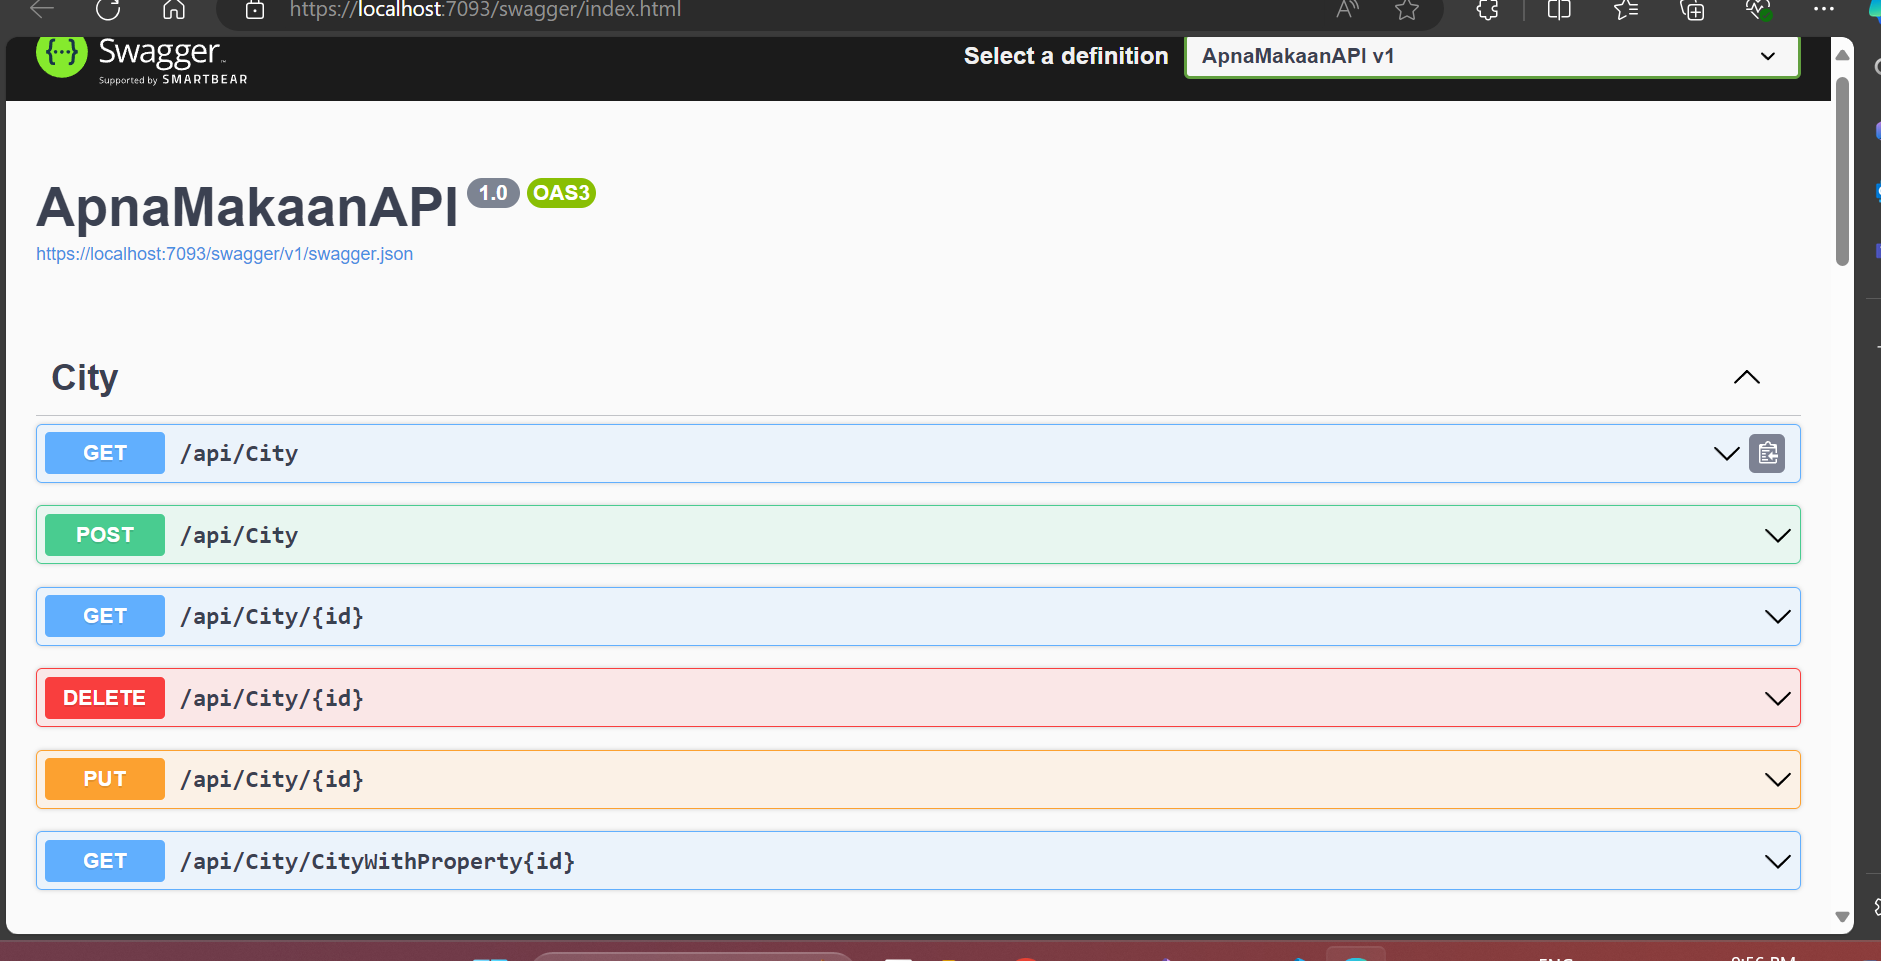 https://localhost:7093/swagger/index.html
Swagger
Supported by SMARTBEAR
Select a definition
ApnaMakaanAPI v1
ApnaMakaanAPI 1.0 OAS3
https://localhost:7093/swagger/v1/swagger.json
City
GET /api/City
POST /api/City
GET /api/City/{id}
DELETE /api/City/{id}
PUT /api/City/{id}
GET /api/City/CityWithProperty{id}